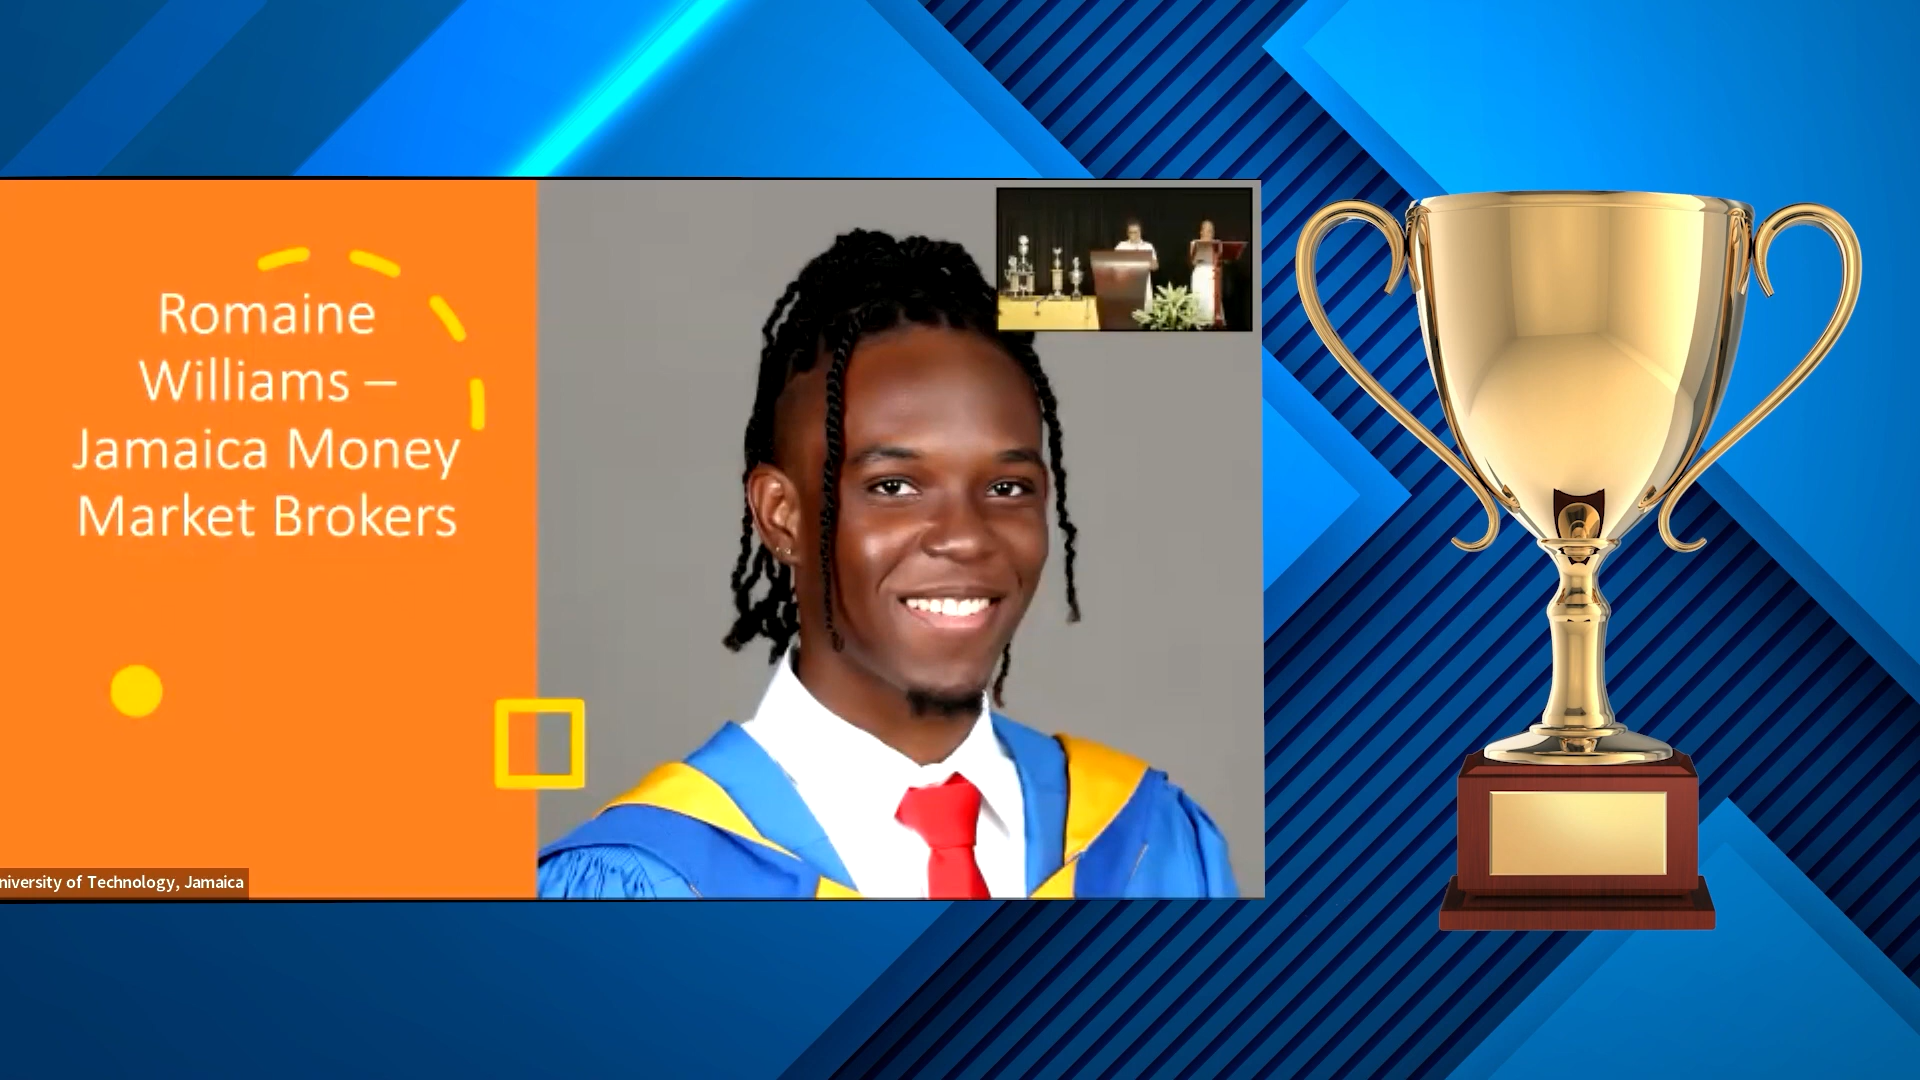 Romaine
Williams –
Jamaica Money
Market Brokers
niversity of Technology, Jamaica